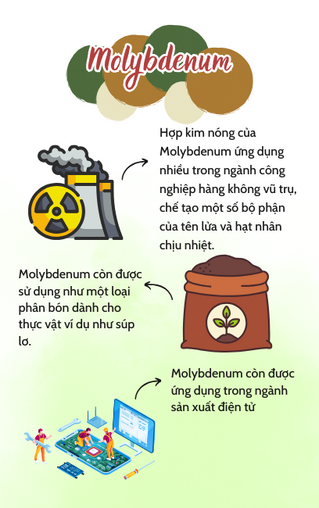 Molybdenum
Hợp kim nóng của
Molybdenum ứng dụng
nhiều trong ngành công
nghiệp hàng không vũ trụ,
chế tạo một số bộ phận
của tên lửa và hạt nhân
chịu nhiệt.
Molybdenum còn được
sử dụng như một loại
phân bón dành cho
thực vật ví dụ như súp
lơ.
Molybdenum còn được
ứng dụng trong ngành
sản xuất điện tử